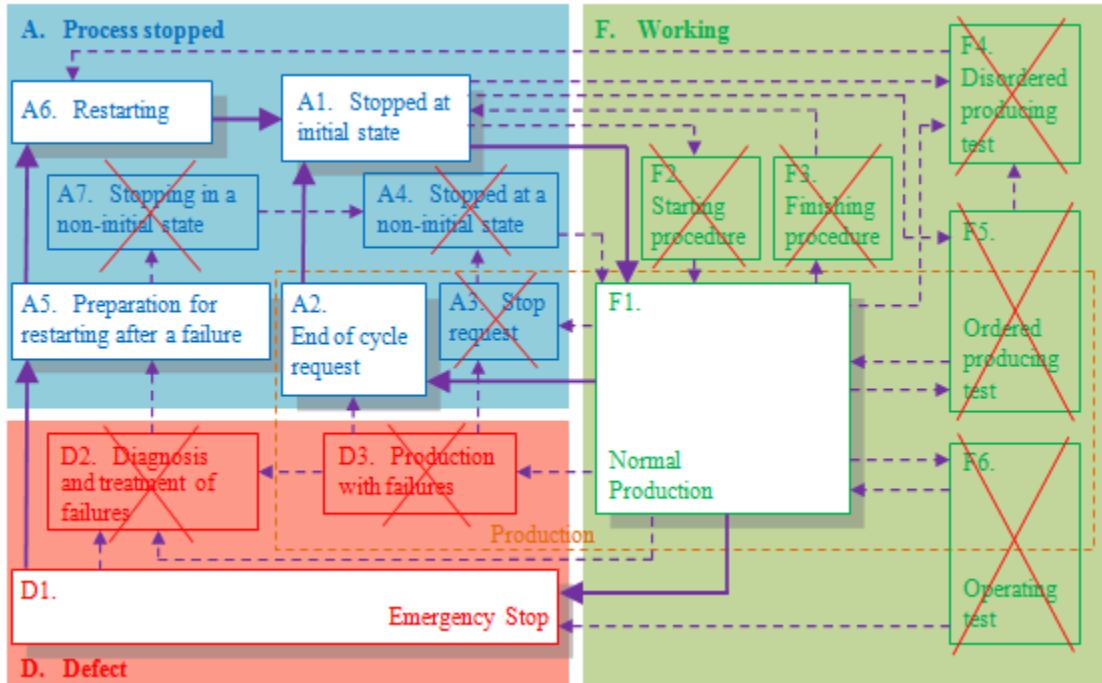 A. Process stopped
F. Working
A6. Restarting
A1. Stopped at
initial state
F4.
Disordered
producing
test
A7. Stopping in a
non-initial state
A4. Stopped at a
non-initial state
F2.
Starting
procedure
F3.
Finishing
procedure
F5.
Ordered
producing
test
A5. Preparation for
restarting after a failure
A2.
End of cycle
request
A3. Stop
request
F1.
Normal
Production
D2. Diagnosis
and treatment of
failures
D3. Production
with failures
F6.
Operating
test
Production
D1.
Emergency Stop
D. Defect